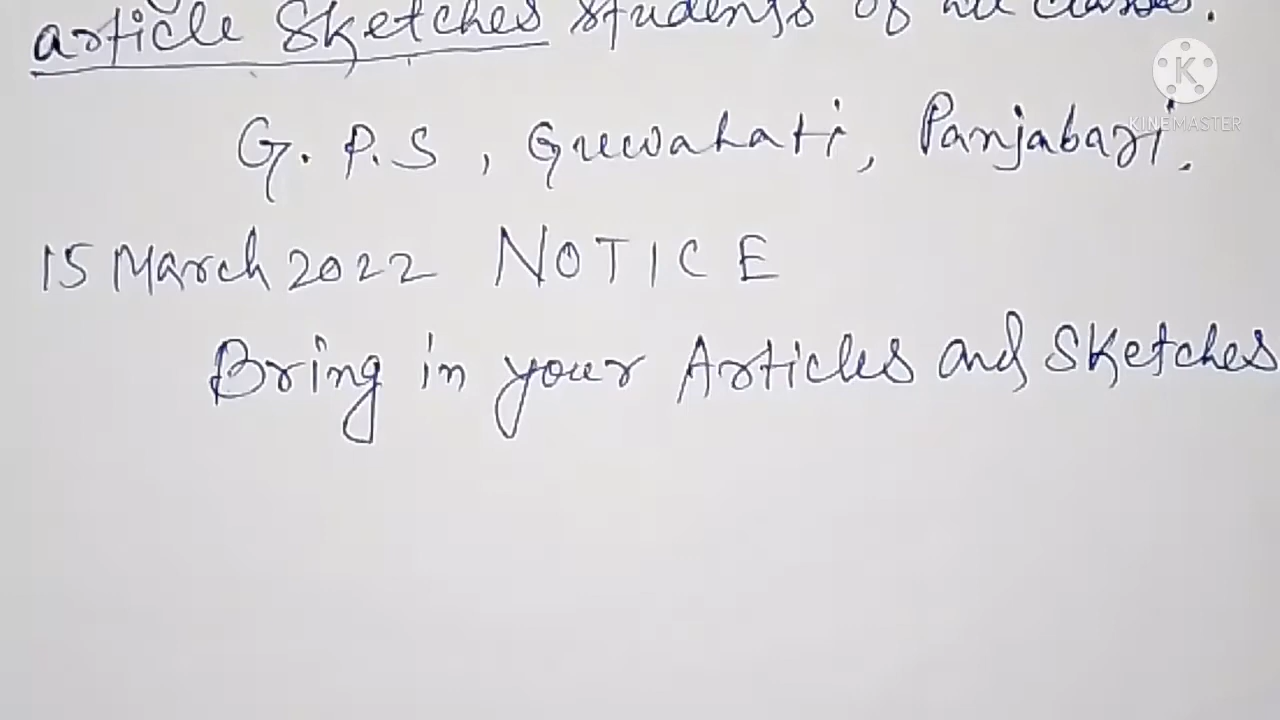 article Sketches students of all classes.
KINEMASTER
G. P. S, Guwahati, Panjabari.
15 March 2022 NOTICE
Bring in your Articles and Sketches